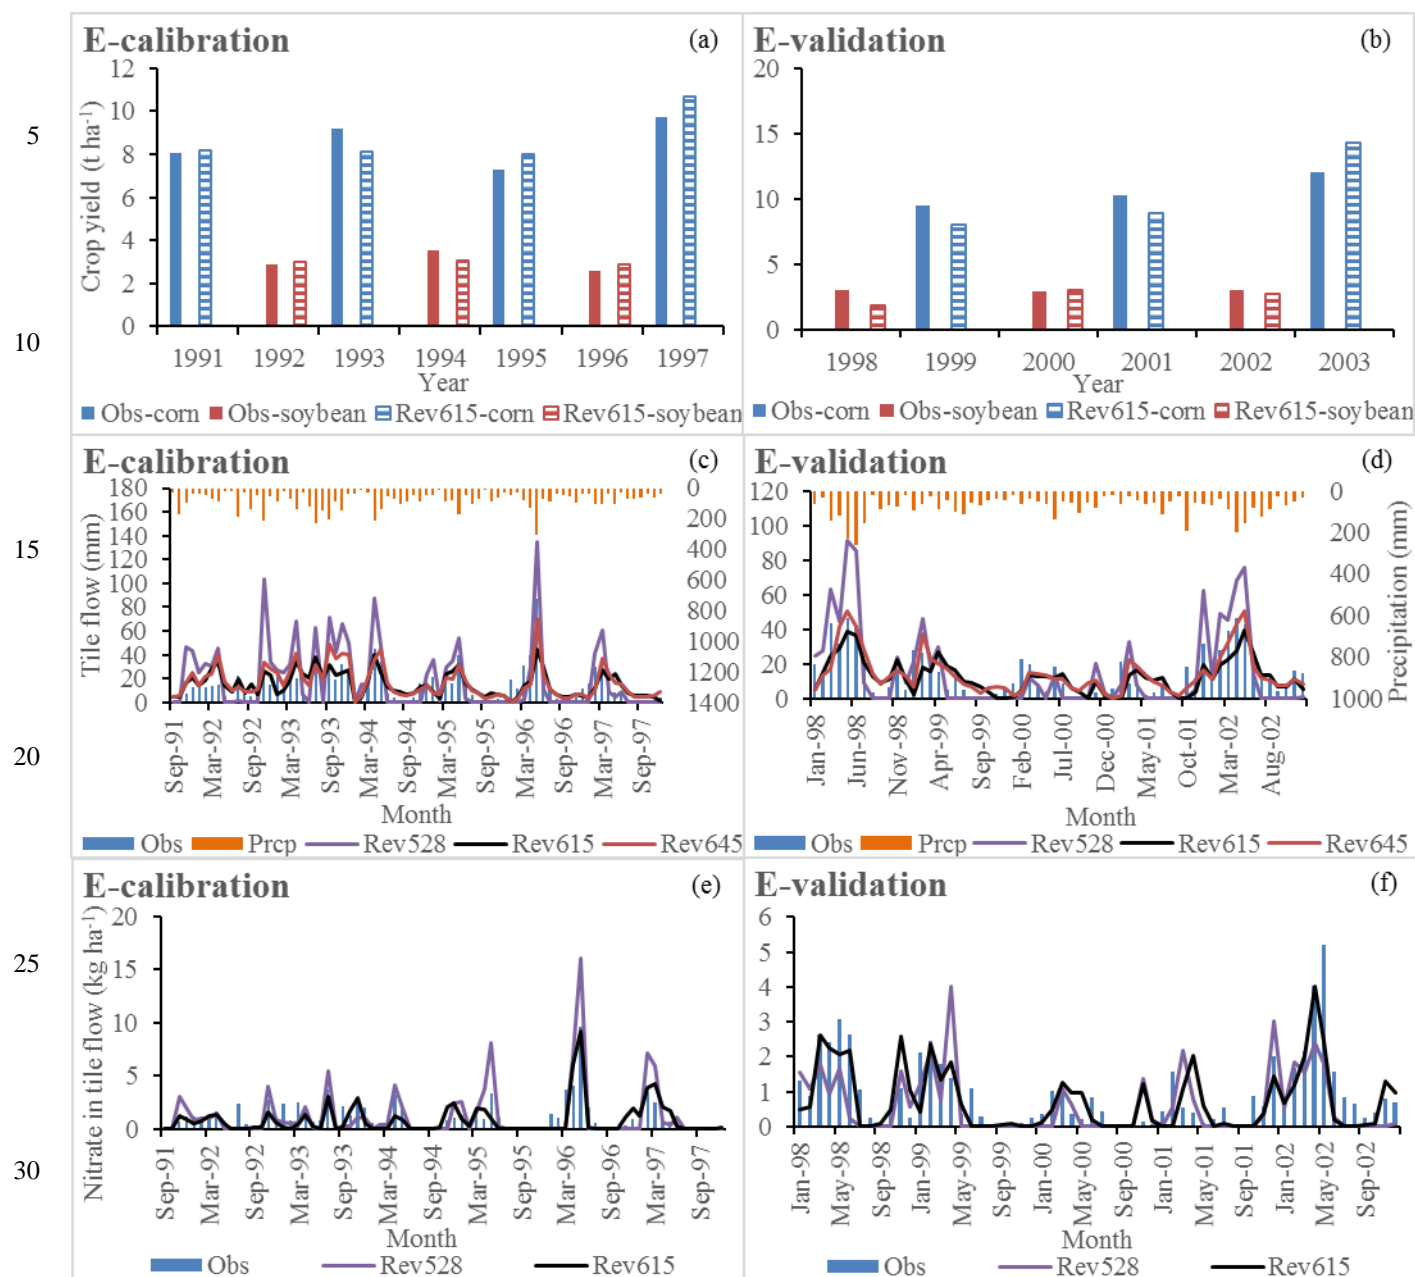 E-calibration (a)
12
10
8
6
4
2
0
Crop yield (t ha-1)
1991 1992 1993 1994 1995 1996 1997
Year
Obs-corn Obs-soybean Rev615-corn Rev615-soybean
E-validation (b)
20
15
10
5
0
1998 1999 2000 2001 2002 2003
Year
Obs-corn Obs-soybean Rev615-corn Rev615-soybean
5
10
E-calibration (c)
180
160
140
120
100
80
60
40
20
0
Tile flow (mm)
0
200
400
600
800
1000
1200
1400
Sep-91 Mar-92 Sep-92 Mar-93 Sep-93 Mar-94 Sep-94 Mar-95 Sep-95 Mar-96 Sep-96 Mar-97 Sep-97
Month
Obs Prcp Rev528 Rev615 Rev645
E-validation (d)
120
100
80
60
40
20
0
0
200
400
600
800
1000
Precipitation (mm)
Jan-98 Jun-98 Nov-98 Apr-99 Sep-99 Feb-00 Jul-00 Dec-00 May-01 Oct-01 Mar-02 Aug-02
Month
Obs Prcp Rev528 Rev615 Rev645
15
20
E-calibration (e)
20
15
10
5
0
Nitrate in tile flow (kg ha-1)
Sep-91 Mar-92 Sep-92 Mar-93 Sep-93 Mar-94 Sep-94 Mar-95 Sep-95 Mar-96 Sep-96 Mar-97 Sep-97
Month
Obs Rev528 Rev615
E-validation (f)
6
5
4
3
2
1
0
Jan-98 May-98 Sep-98 Jan-99 May-99 Sep-99 Jan-00 May-00 Sep-00 Jan-01 May-01 Sep-01 Jan-02 May-02 Sep-02
Month
Obs Rev528 Rev615
25
30